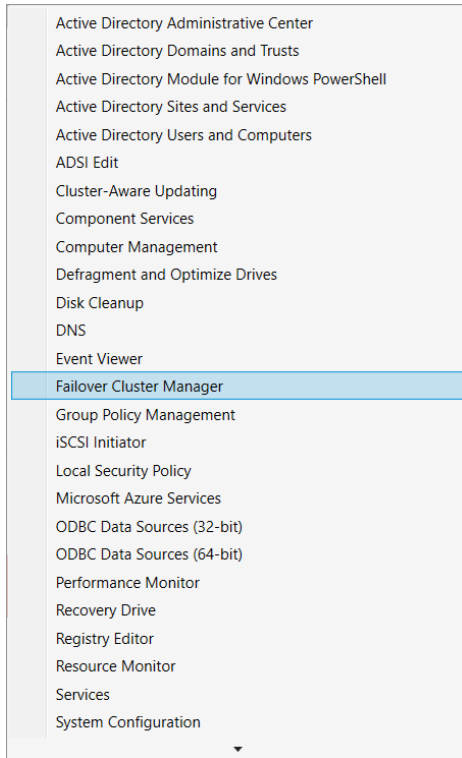 Active Directory Administrative Center
Active Directory Domains and Trusts
Active Directory Module for Windows PowerShell
Active Directory Sites and Services
Active Directory Users and Computers
ADSI Edit
Cluster-Aware Updating
Component Services
Computer Management
Defragment and Optimize Drives
Disk Cleanup
DNS
Event Viewer
Failover Cluster Manager
Group Policy Management
iSCSI Initiator
Local Security Policy
Microsoft Azure Services
ODBC Data Sources (32-bit)
ODBC Data Sources (64-bit)
Performance Monitor
Recovery Drive
Registry Editor
Resource Monitor
Services
System Configuration